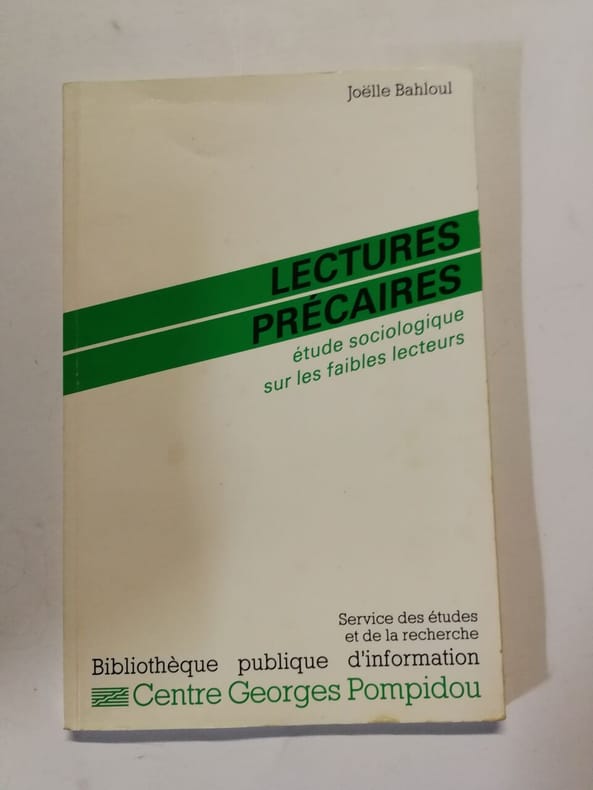 Joëlle Bahloul
LECTURES
PRÉCAIRES
étude sociologique
sur les faibles lecteurs
Service des études
et de la recherche
Bibliothèque publique d'information
Centre Georges Pompidou